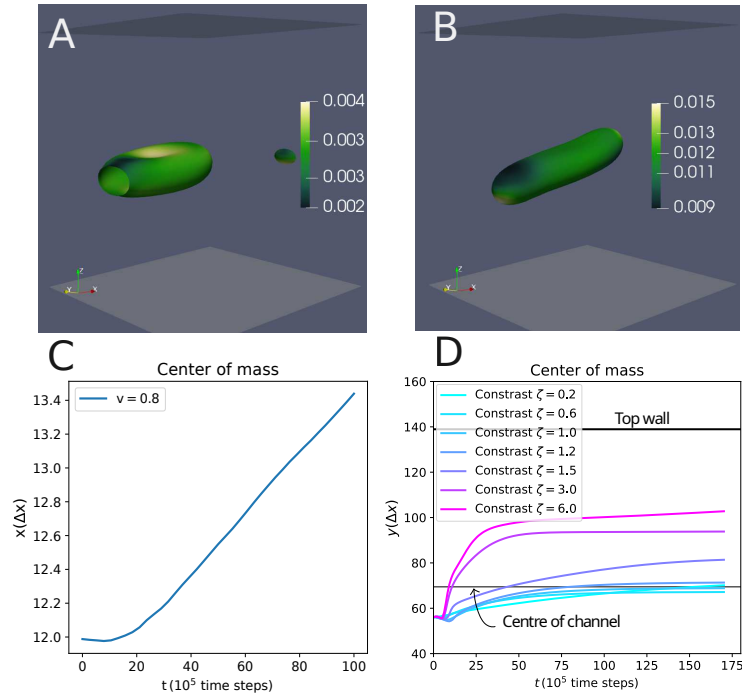 A
0.004
0.003
0.003
0.002
z
Y
X
B
0.015
0.013
0.012
0.011
0.009
z
Y
X
C
Center of mass
v = 0.8
13.4
13.2
13.0
12.8
12.6
12.4
12.2
12.0
x(Δx)
0
20
40
60
80
100
t (10⁵ time steps)
D
Center of mass
160
140
120
100
80
60
40
y(Δx)
Constrast ζ = 0.2
Constrast ζ = 0.6
Constrast ζ = 1.0
Constrast ζ = 1.2
Constrast ζ = 1.5
Constrast ζ = 3.0
Constrast ζ = 6.0
Top wall
Centre of channel
0
25
50
75
100
125
150
175
t (10⁵ time steps)